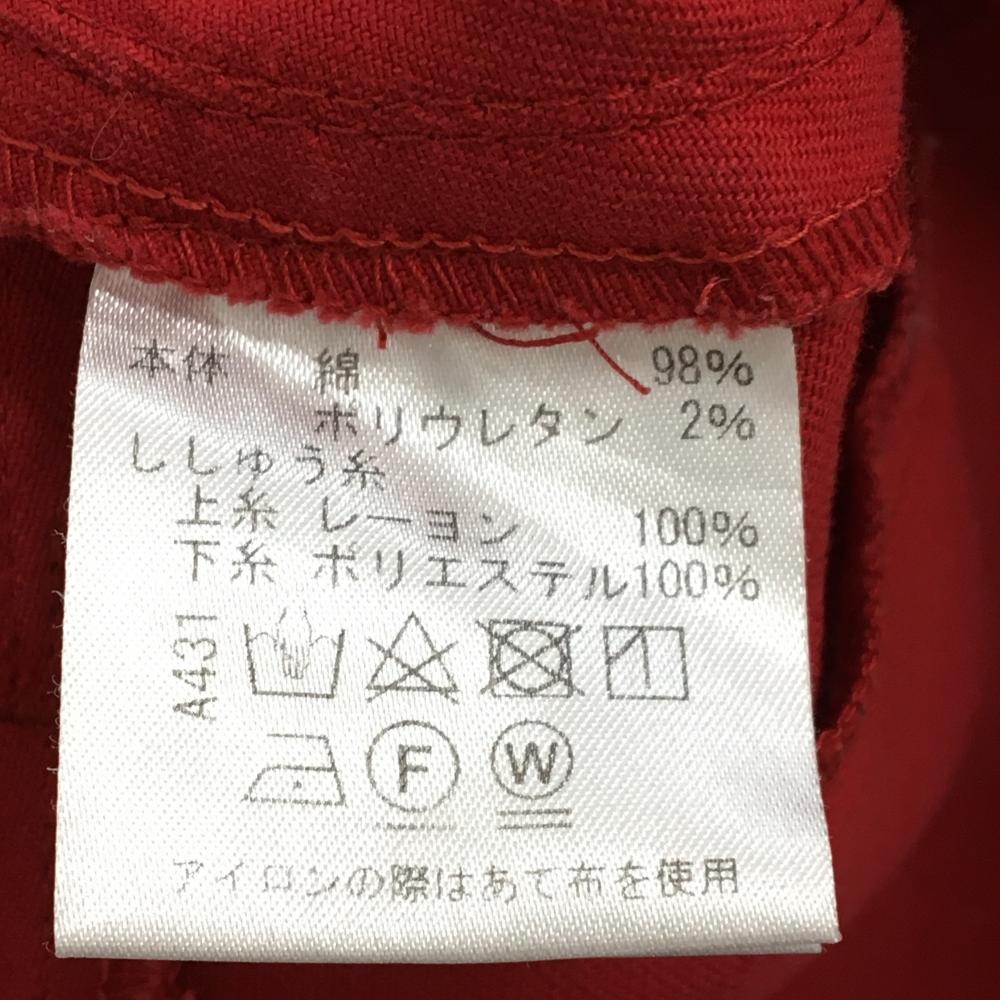 本体 綿 98%
ポリウレタン 2%
ししゅう糸
上糸 レーヨン 100%
下糸 ポリエステル100%
A431
F W
アイロンの際はあて布を使用